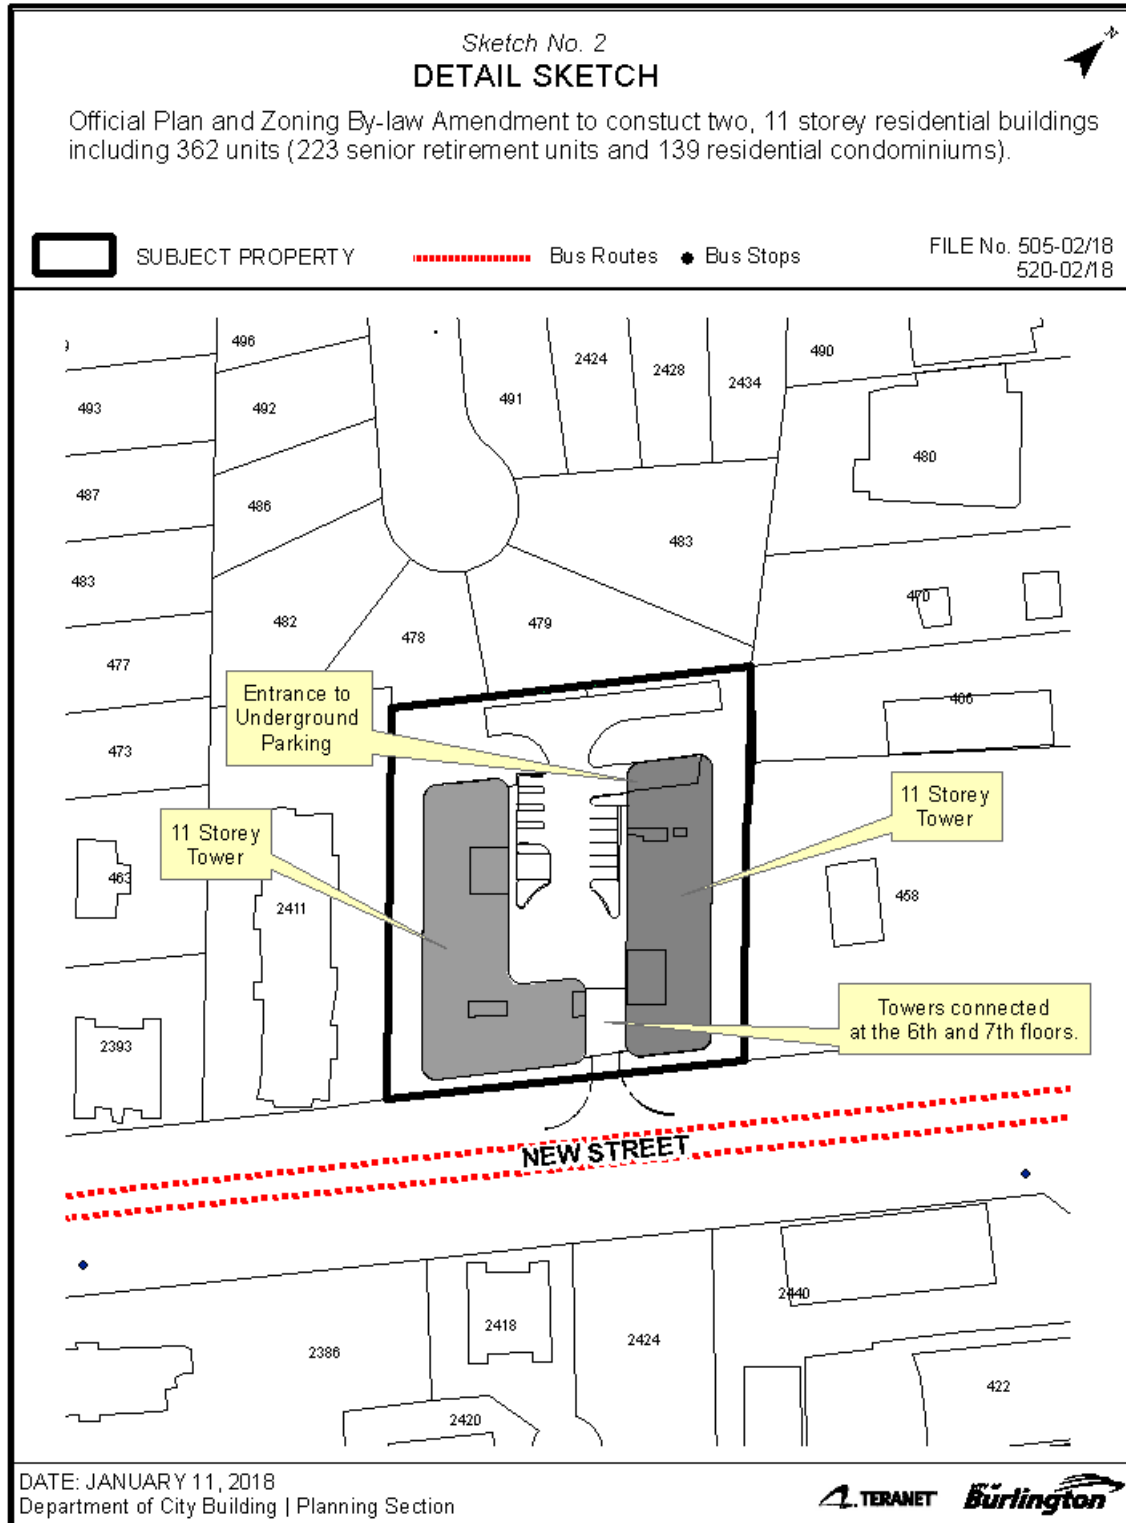 Sketch No. 2
N
DETAIL SKETCH
Official Plan and Zoning By-law Amendment to constuct two, 11 storey residential buildings
including 362 units (223 senior retirement units and 139 residential condominiums).
SUBJECT PROPERTY
Bus Routes
Bus Stops
FILE No. 505-02/18
520-02/18
496
2424
2428
2434
490
493
492
491
480
487
486
483
483
470
482
478
479
477
Entrance to
Underground
Parking
466
473
11 Storey
Tower
11 Storey
Tower
463
2411
458
Towers connected
at the 6th and 7th floors.
2393
NEW STREET
2440
2418
2424
2386
422
2420
DATE: JANUARY 11, 2018
Department of City Building | Planning Section
TERANET
CITY OF
Burlington